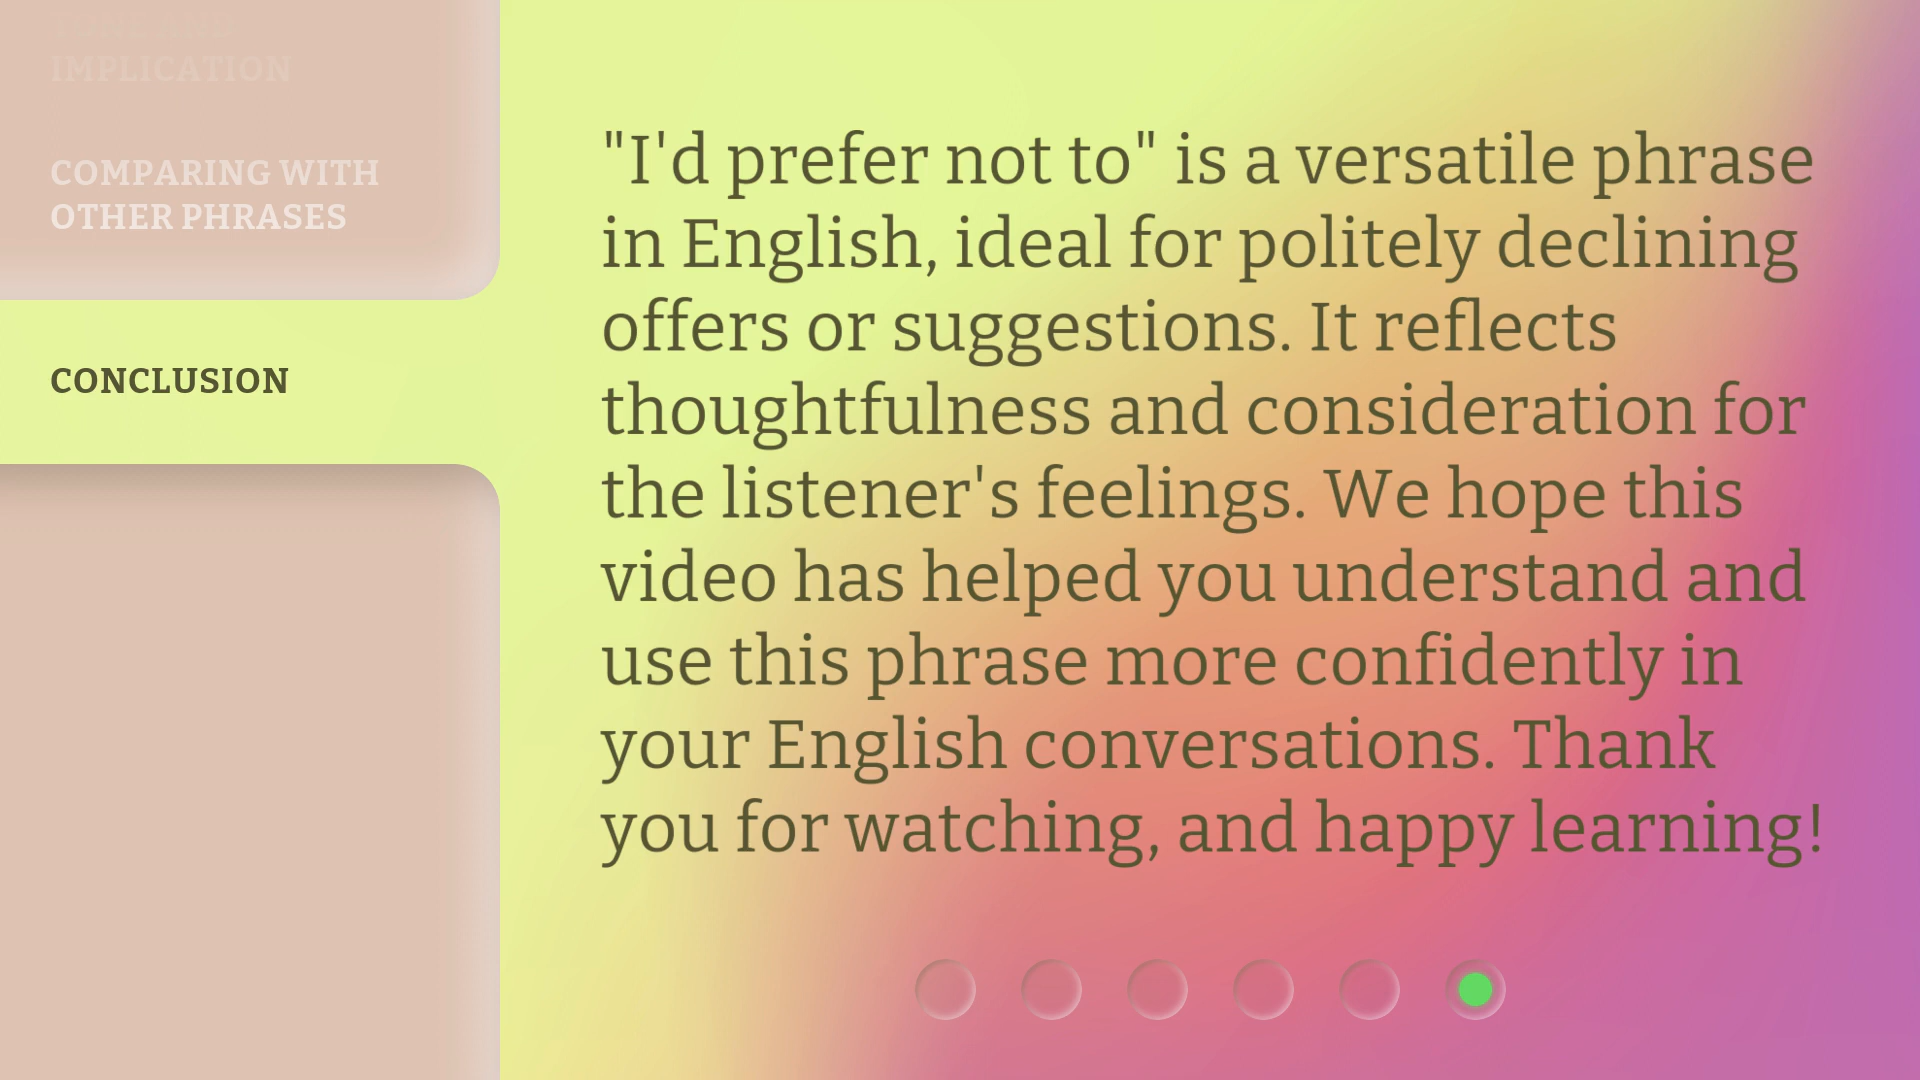 TONE AND
IMPLICATION
COMPARING WITH
OTHER PHRASES
CONCLUSION
"I'd prefer not to" is a versatile phrase
in English, ideal for politely declining
offers or suggestions. It reflects
thoughtfulness and consideration for
the listener's feelings. We hope this
video has helped you understand and
use this phrase more confidently in
your English conversations. Thank
you for watching, and happy learning!